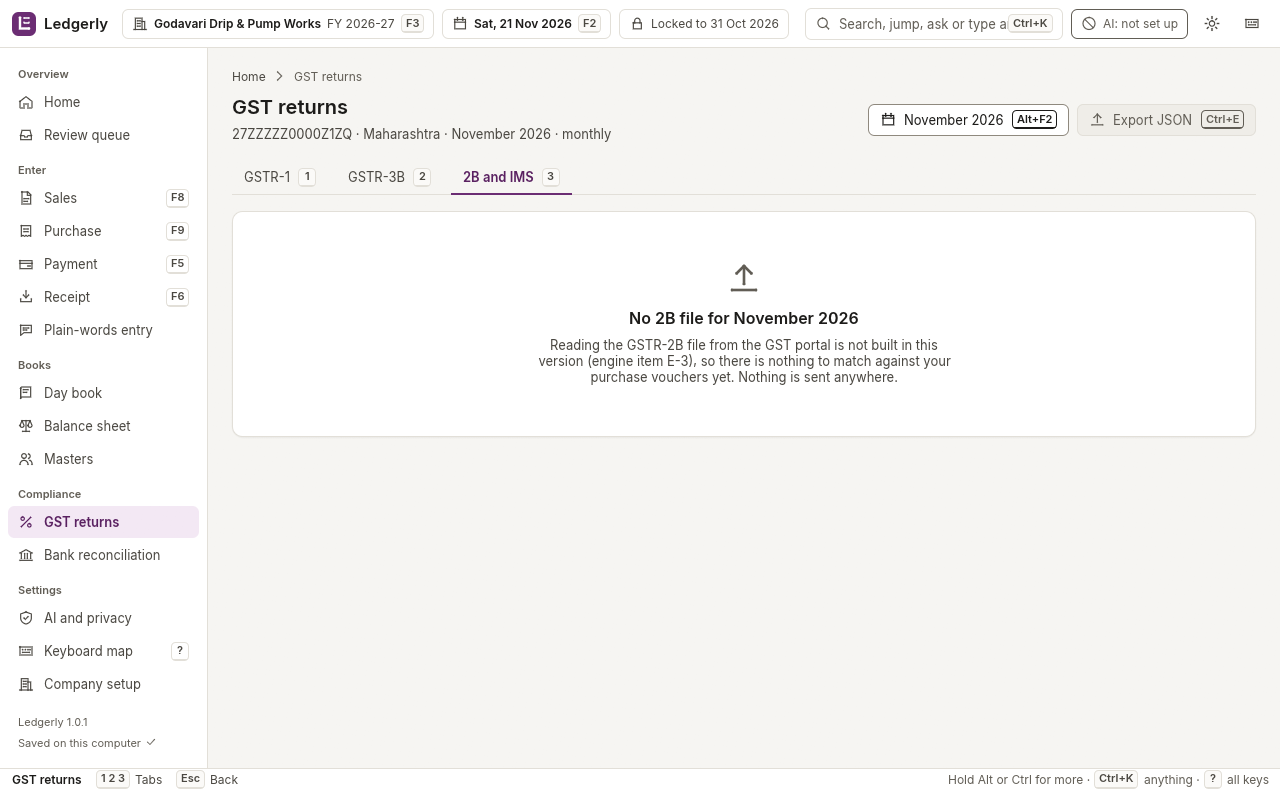 Ledgerly
Godavari Drip & Pump Works FY 2026-27 F3
Sat, 21 Nov 2026 F2
Locked to 31 Oct 2026
Search, jump, ask or type a Ctrl+K
AI: not set up
Overview
Home
Review queue
Enter
Sales F8
Purchase F9
Payment F5
Receipt F6
Plain-words entry
Books
Day book
Balance sheet
Masters
Compliance
GST returns
Bank reconciliation
Settings
AI and privacy
Keyboard map ?
Company setup
Ledgerly 1.0.1
Saved on this computer
Home GST returns
GST returns
27ZZZZZ0000Z1ZQ · Maharashtra · November 2026 · monthly
November 2026 Alt+F2
Export JSON Ctrl+E
GSTR-1 1
GSTR-3B 2
2B and IMS 3
No 2B file for November 2026
Reading the GSTR-2B file from the GST portal is not built in this
version (engine item E-3), so there is nothing to match against your
purchase vouchers yet. Nothing is sent anywhere.
GST returns 1 2 3 Tabs Esc Back
Hold Alt or Ctrl for more · Ctrl+K anything · ? all keys